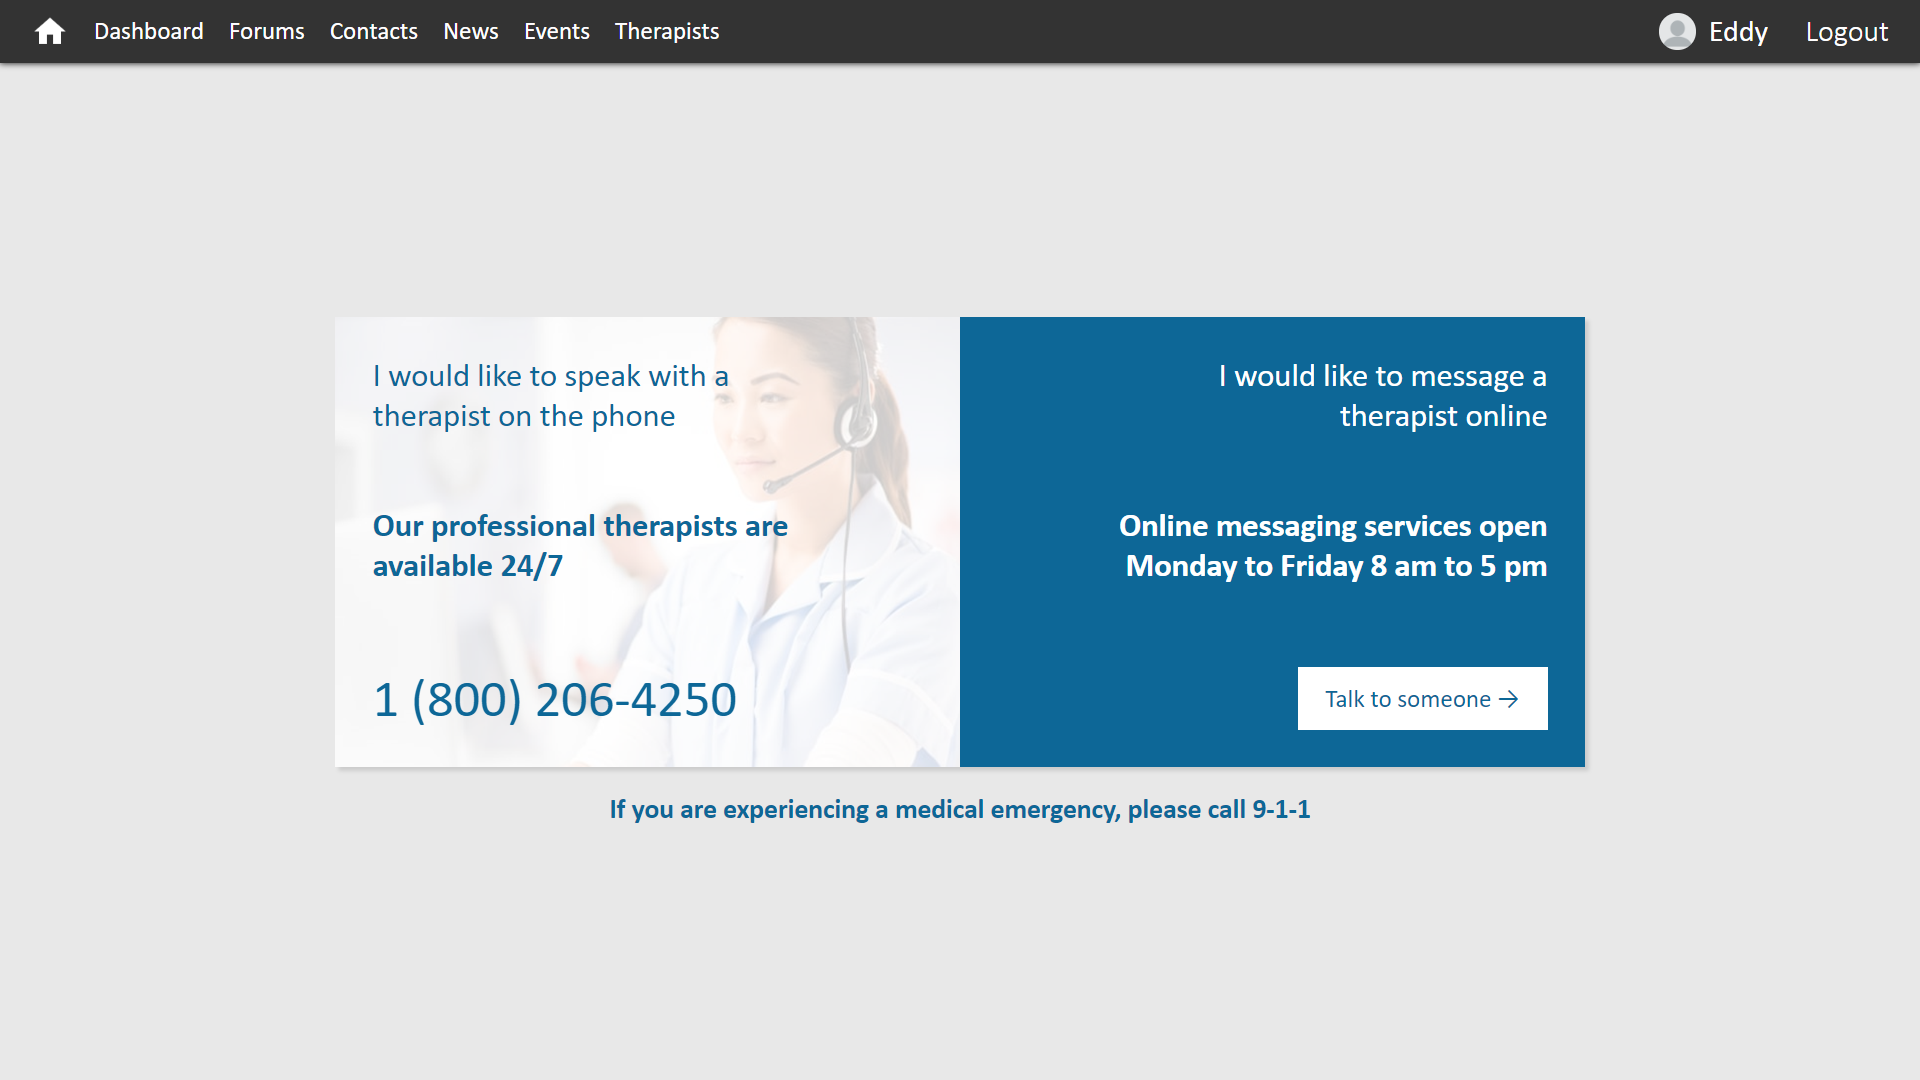 Dashboard Forums Contacts News Events Therapists Eddy Logout
I would like to speak with a
therapist on the phone
Our professional therapists are
available 24/7
1 (800) 206-4250
I would like to message a
therapist online
Online messaging services open
Monday to Friday 8 am to 5 pm
Talk to someone →
If you are experiencing a medical emergency, please call 9-1-1